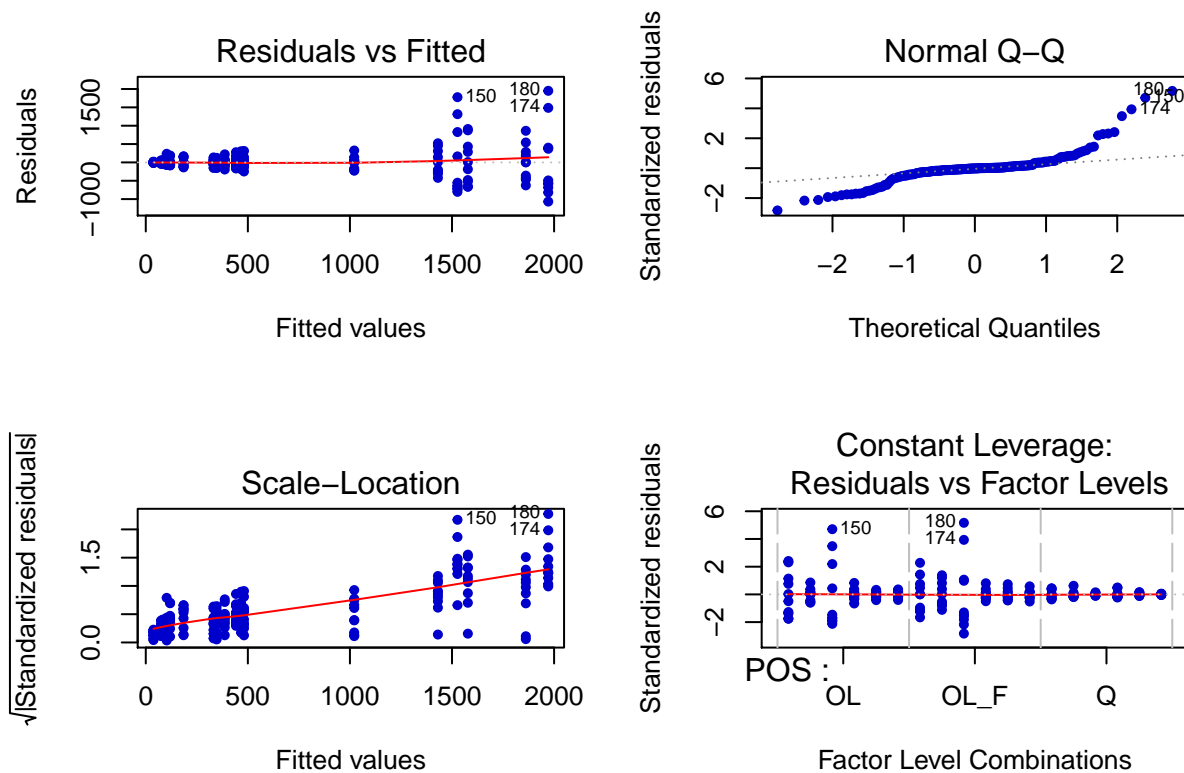 Residuals vs Fitted
Residuals
1500
−1000
150
180
174
0 500 1000 1500 2000
Fitted values
Normal Q−Q
Standardized residuals
6
2
−2
180
150
174
−2 −1 0 1 2
Theoretical Quantiles
Scale−Location
√|Standardized residuals|
1.5
0.0
150
180
174
0 500 1000 1500 2000
Fitted values
Constant Leverage:
Residuals vs Factor Levels
Standardized residuals
6
2
−2
150
180
174
POS :
OL OL_F Q
Factor Level Combinations